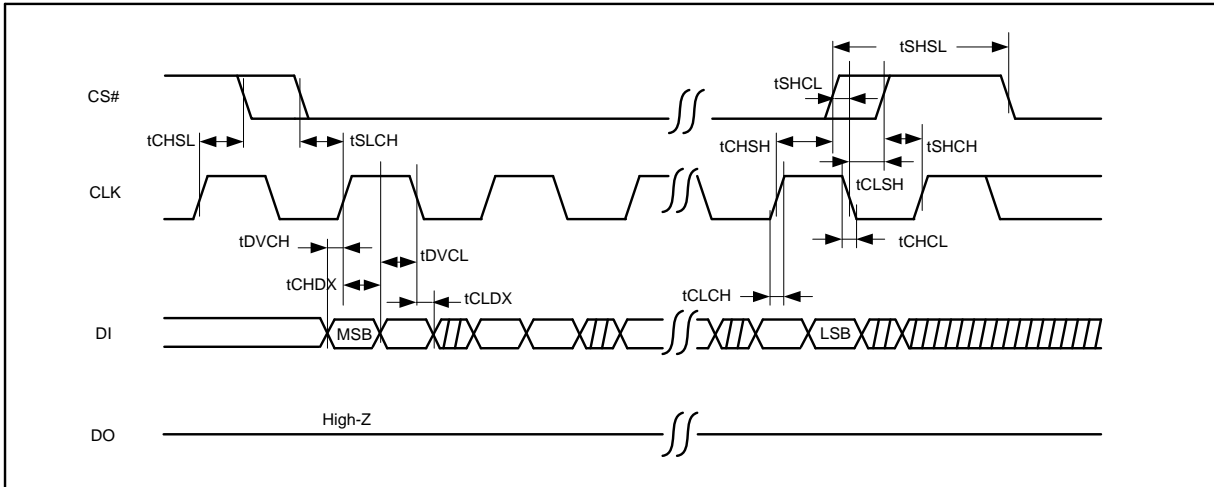 tSHSL
CS#
tSHCL
tCHSL
tSLCH
tCHSH
tSHCH
tCLSH
CLK
tDVCH
tDVCL
tCHCL
tCHDX
tCLDX
tCLCH
DI
MSB
LSB
High-Z
DO